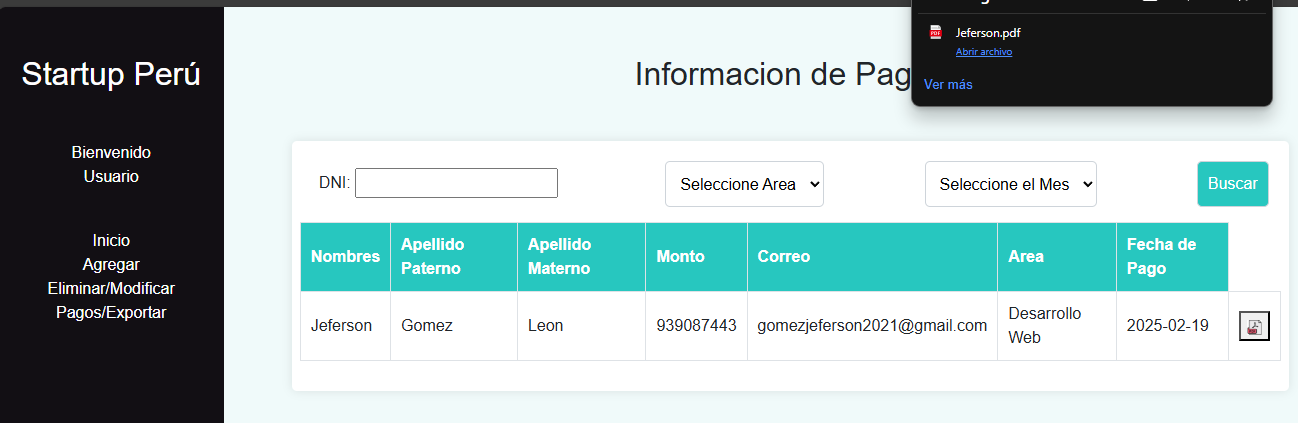 Startup Perú
Bienvenido
Usuario
Inicio
Agregar
Eliminar/Modificar
Pagos/Exportar
Jeferson.pdf
Abrir archivo
Ver más
Informacion de Pag
DNI:
Seleccione Area
Seleccione el Mes
Buscar
Nombres Apellido Paterno Apellido Materno Monto Correo Area Fecha de Pago
Jeferson Gomez Leon 939087443 gomezjeferson2021@gmail.com Desarrollo Web 2025-02-19